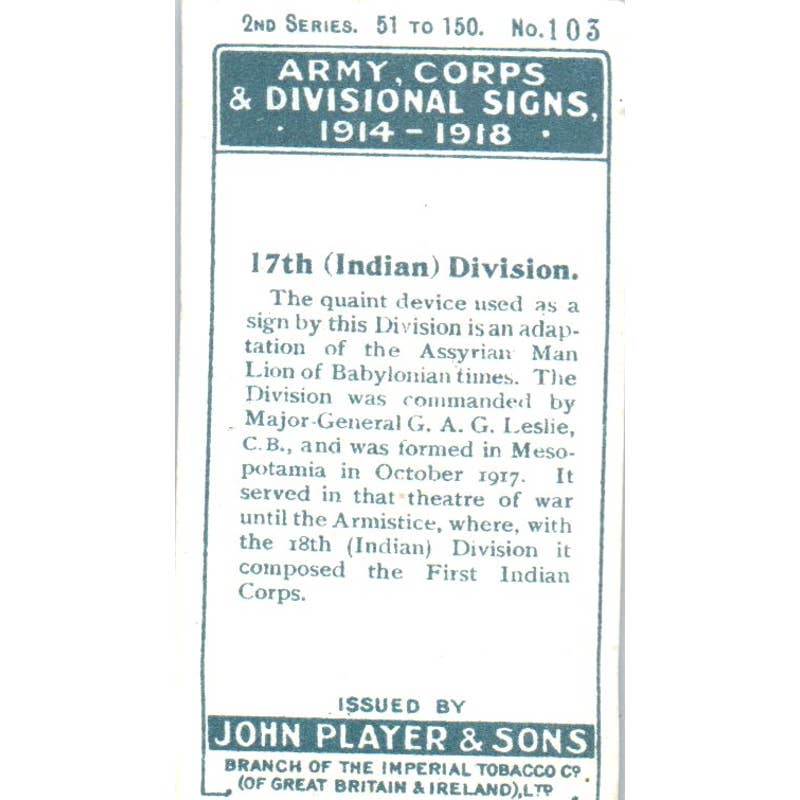 2ND SERIES. 51 TO 150. No. 103
ARMY, CORPS
& DIVISIONAL SIGNS,
· 1914 - 1918 ·
17th (Indian) Division.
The quaint device used as a
sign by this Division is an adap-
tation of the Assyrian Man
Lion of Babylonian times. The
Division was commanded by
Major-General G. A. G. Leslie,
C.B., and was formed in Meso-
potamia in October 1917. It
served in that theatre of war
until the Armistice, where, with
the 18th (Indian) Division it
composed the First Indian
Corps.
ISSUED BY
JOHN PLAYER & SONS
BRANCH OF THE IMPERIAL TOBACCO CO.
(OF GREAT BRITAIN & IRELAND), LTD